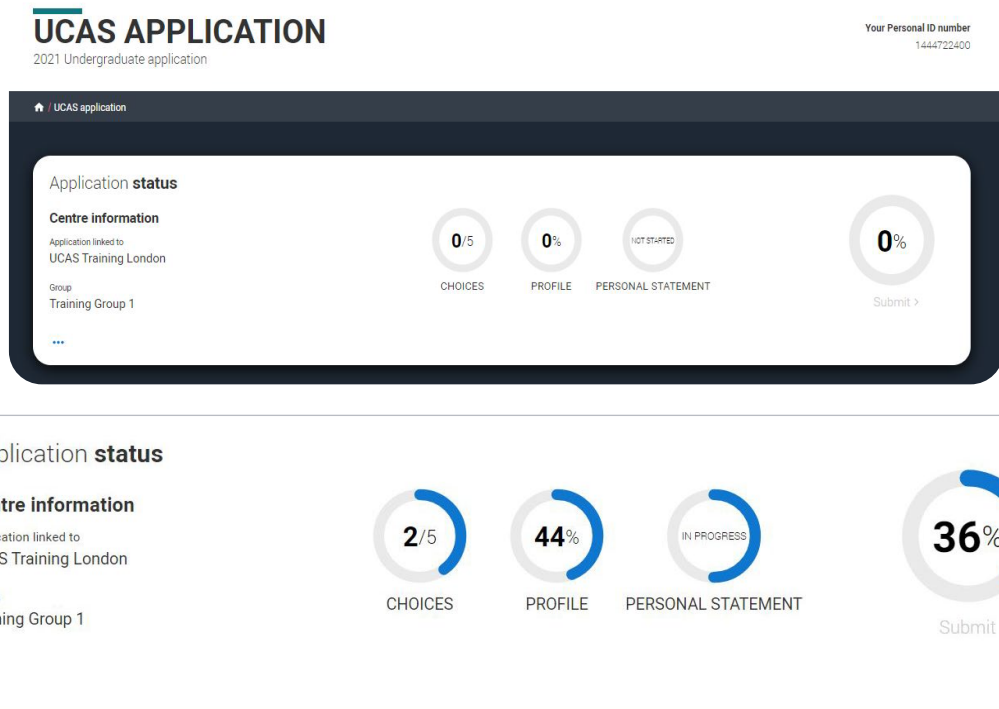 UCAS APPLICATION
2021 Undergraduate application
Your Personal ID number
1444722400
/ UCAS application
Application status
Centre information
Application linked to
UCAS Training London
Group
Training Group 1
...
0/5
CHOICES
0%
PROFILE
NOT STARTED
PERSONAL STATEMENT
0%
Submit >
plication status
tre information
cation linked to
S Training London
ning Group 1
2/5
CHOICES
44%
PROFILE
IN PROGRESS
PERSONAL STATEMENT
36%
Submit